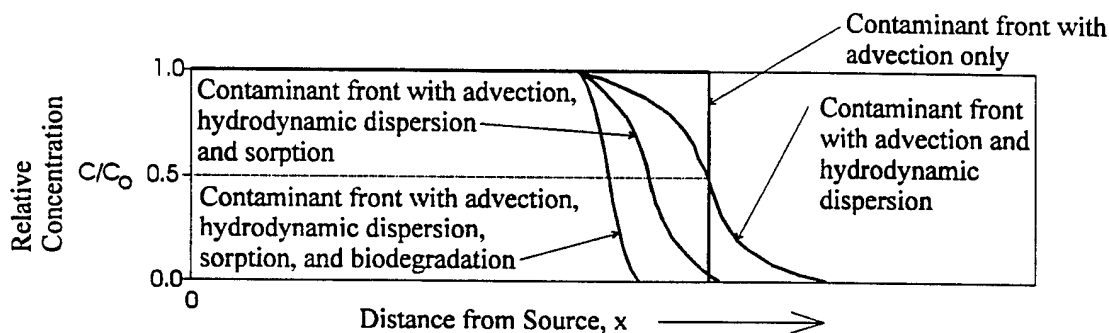 Contaminant front with
advection only
1.0
Contaminant front with advection,
hydrodynamic dispersion
and sorption
Contaminant front
with advection and
hydrodynamic
dispersion
Relative
Concentration
C/Co
0.5
Contaminant front with advection,
hydrodynamic dispersion,
sorption, and biodegradation
0.0
0
Distance from Source, x